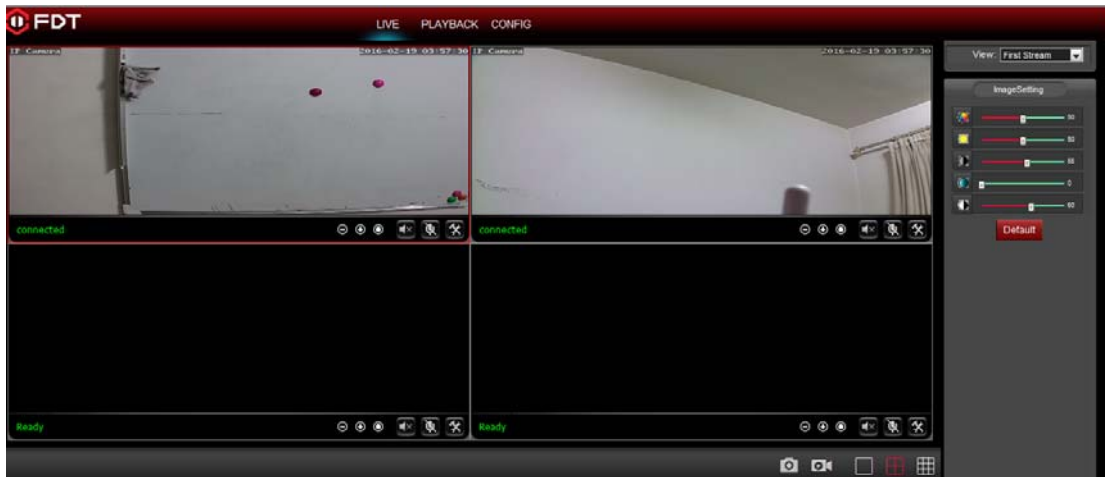 FDT
LIVE PLAYBACK CONFIG
View: First Stream
IP Camera 2016-02-19 03:57:30
IP Camera 2016-02-19 03:57:30
ImageSetting
50
50
0
60
Default
connected
connected
Ready
Ready